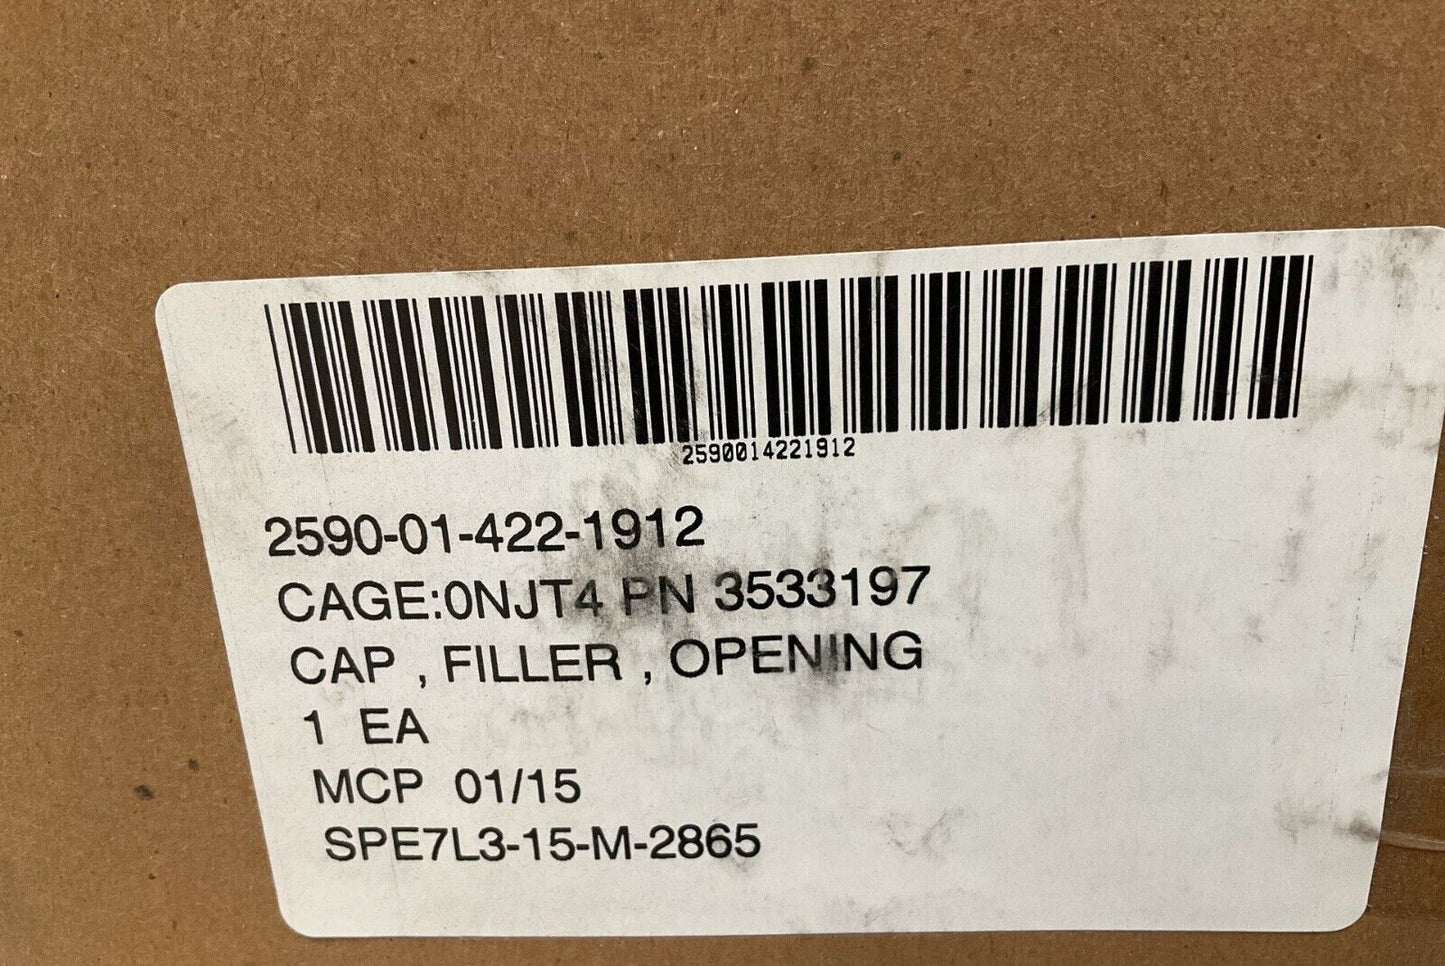 2590014221912
2590-01-422-1912
CAGE:0NJT4 PN 3533197
CAP , FILLER , OPENING
1 EA
MCP 01/15
SPE7L3-15-M-2865